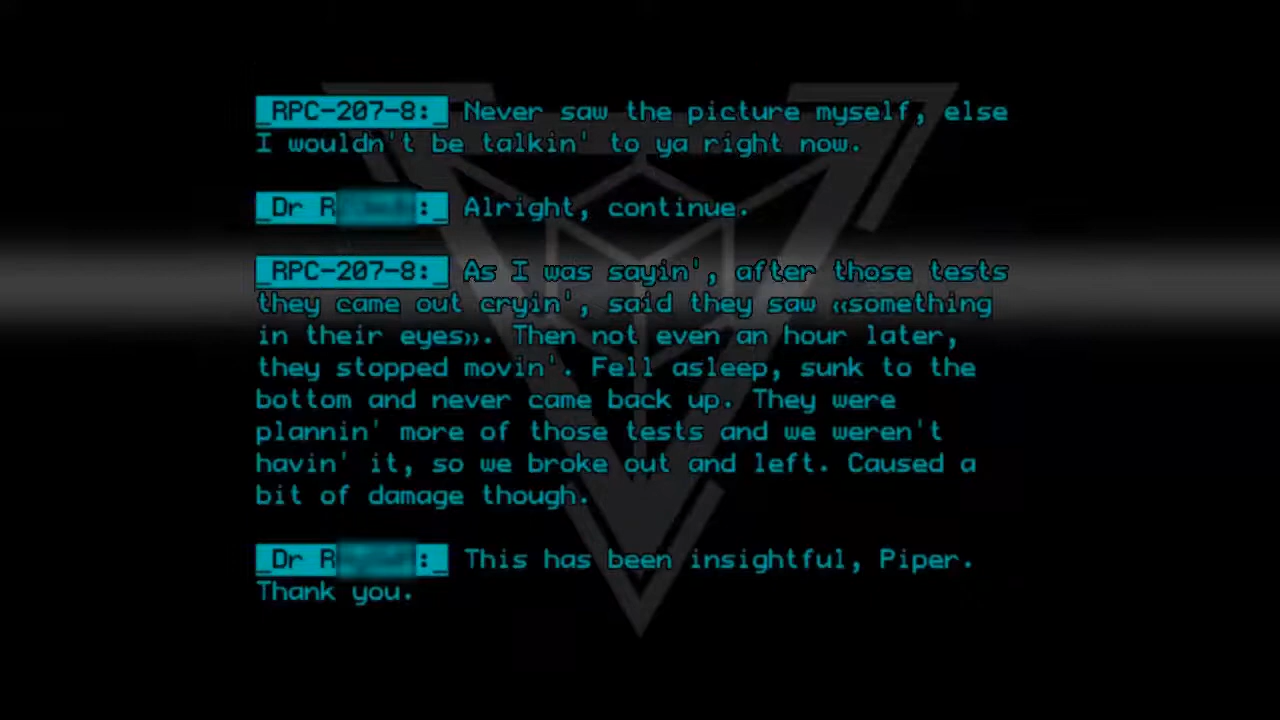 _RPC-207-8:_ Never saw the picture myself, else
I wouldn't be talkin' to ya right now.
_Dr R :_ Alright, continue.
_RPC-207-8:_ As I was sayin', after those tests
they came out cryin', said they saw «something
in their eyes». Then not even an hour later,
they stopped movin'. Fell asleep, sunk to the
bottom and never came back up. They were
plannin' more of those tests and we weren't
havin' it, so we broke out and left. Caused a
bit of damage though.
_Dr R :_ This has been insightful, Piper.
Thank you.